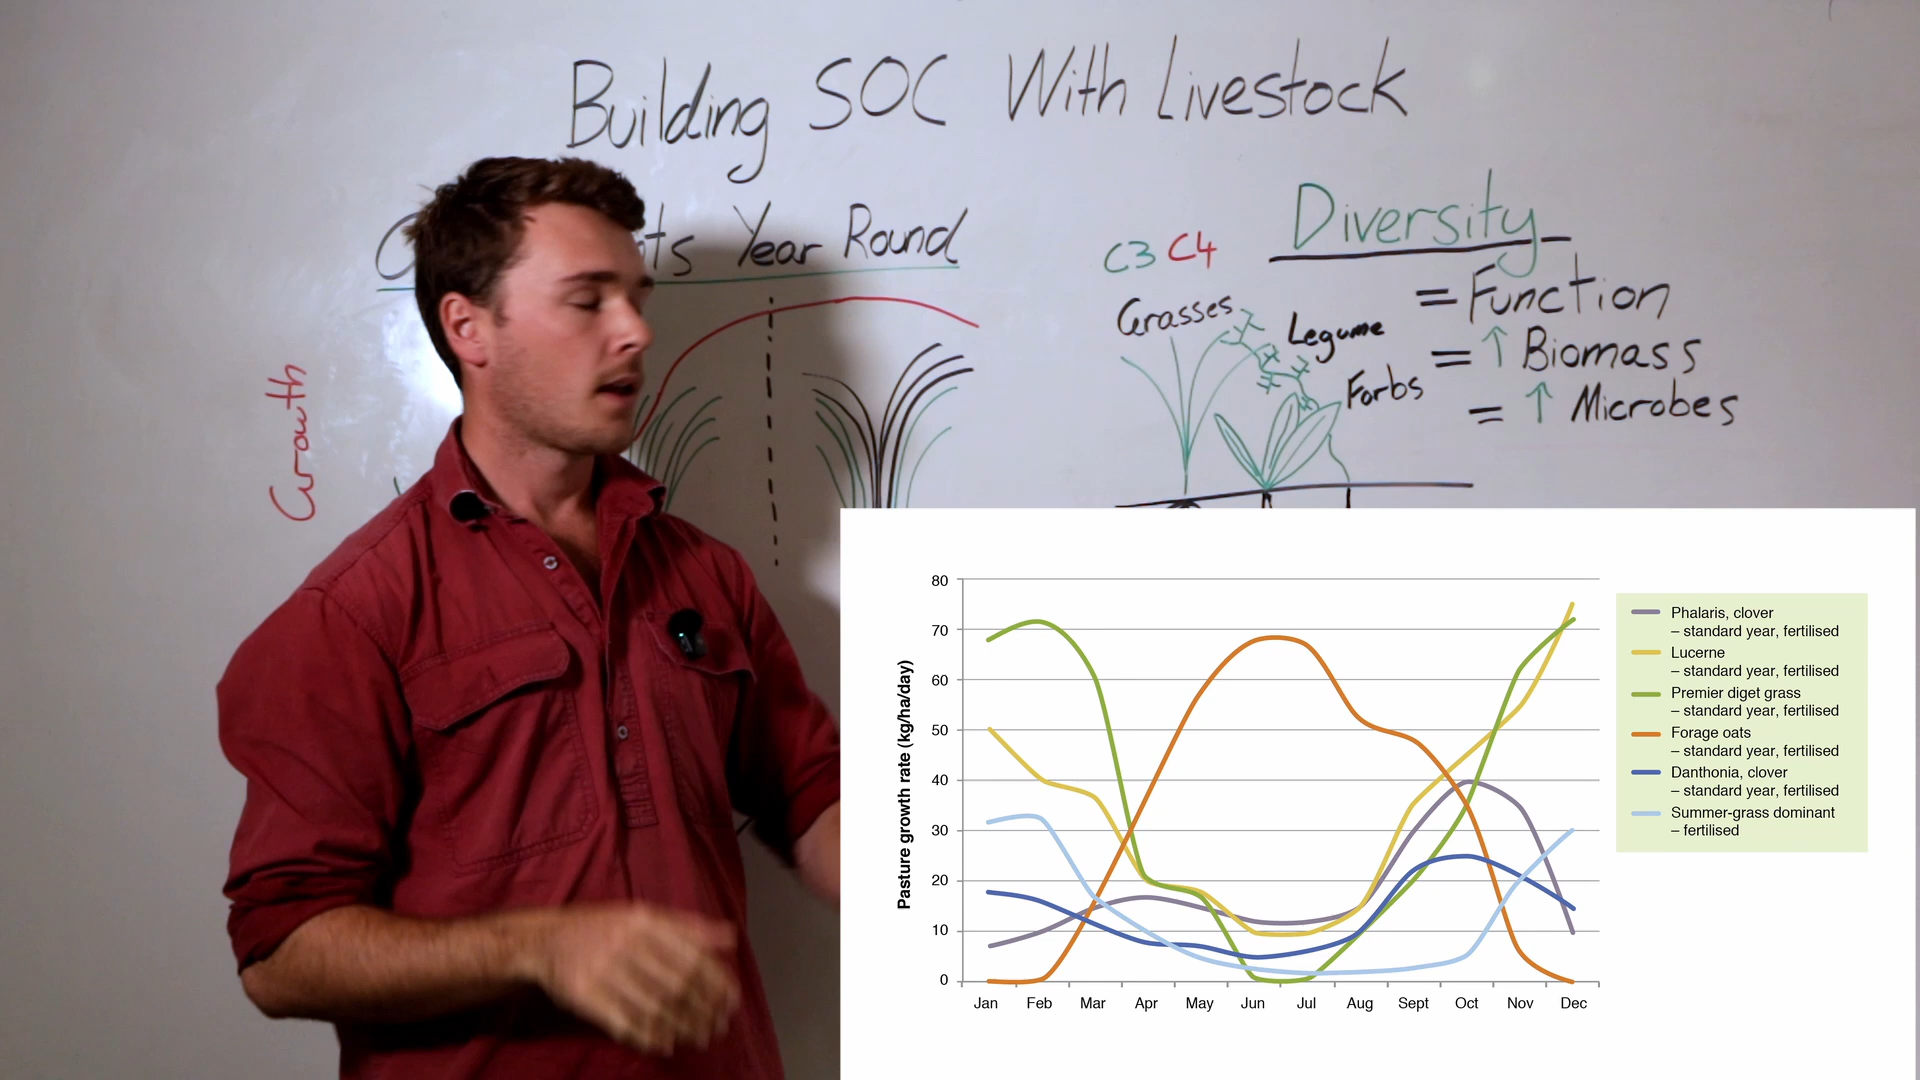 Building SOC With Livestock
Year Round
C3 C4
Diversity
= Function
Grasses
Legume
= ↑ Biomass
Forbs
= ↑ Microbes
Growth
Pasture growth rate (kg/ha/day)
80
70
60
50
40
30
20
10
0
Jan Feb Mar Apr May Jun Jul Aug Sept Oct Nov Dec
Phalaris, clover
– standard year, fertilised
Lucerne
– standard year, fertilised
Premier diget grass
– standard year, fertilised
Forage oats
– standard year, fertilised
Danthonia, clover
– standard year, fertilised
Summer-grass dominant
– fertilised